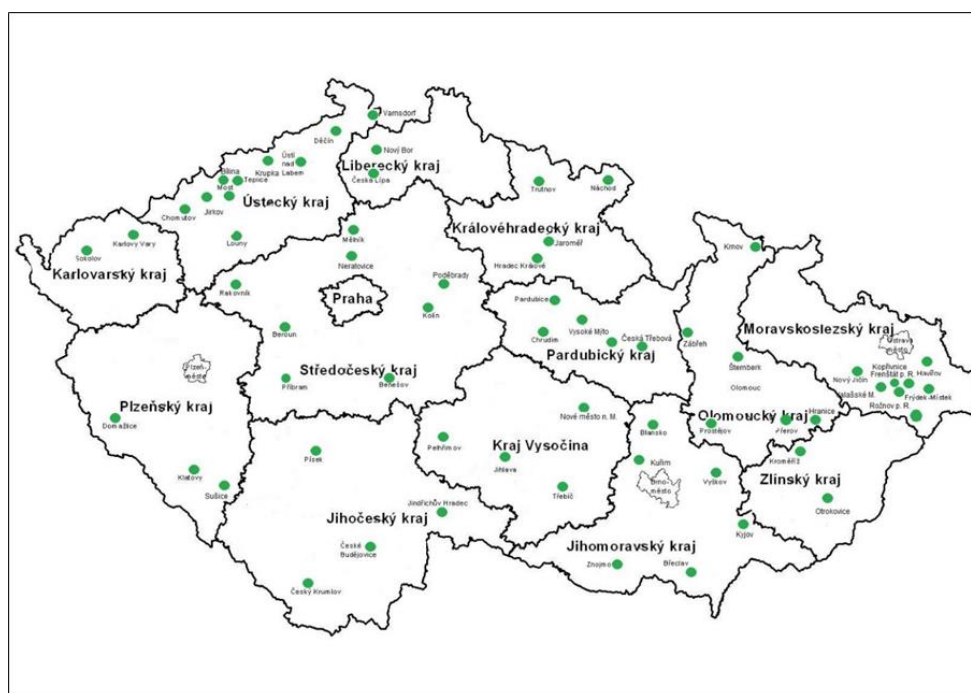 Varnsdorf
Děčín
Nový Bor
Ústí
nad
Labem
Krupka
Liberecký kraj
Česká Lípa
Bílina
Teplice
Most
Ústecký kraj
Jirkov
Chomutov
Trutnov
Náchod
Královéhradecký kraj
Jaroměř
Hradec Králové
Karlovy Vary
Sokolov
Karlovarský kraj
Louny
Mělník
Neratovice
Poděbrady
Rakovník
Praha
Kolín
Beroun
Krnov
Pardubice
Vysoké Mýto
Chrudim
Česká Třebová
Pardubický kraj
Zábřeh
Moravskoslezský kraj
Ostrava
město
Šternberk
Kopřivnice
Nový Jičín
Frenštát p. R.
Havířov
Valašské M.
Frýdek-Místek
Rožnov p. R.
Plzeň-
město
Středočeský kraj
Příbram
Benešov
Plzeňský kraj
Domažlice
Olomouc
Olomoucký kraj
Hranice
Prostějov
Přerov
Nové město n. M.
Kraj Vysočina
Pelhřimov
Jihlava
Třebíč
Blansko
Kuřim
Brno-
město
Vyškov
Kroměříž
Zlínský kraj
Otrokovice
Klatovy
Sušice
Písek
Jindřichův Hradec
Jihočeský kraj
České
Budějovice
Český Krumlov
Kyjov
Jihomoravský kraj
Znojmo
Břeclav